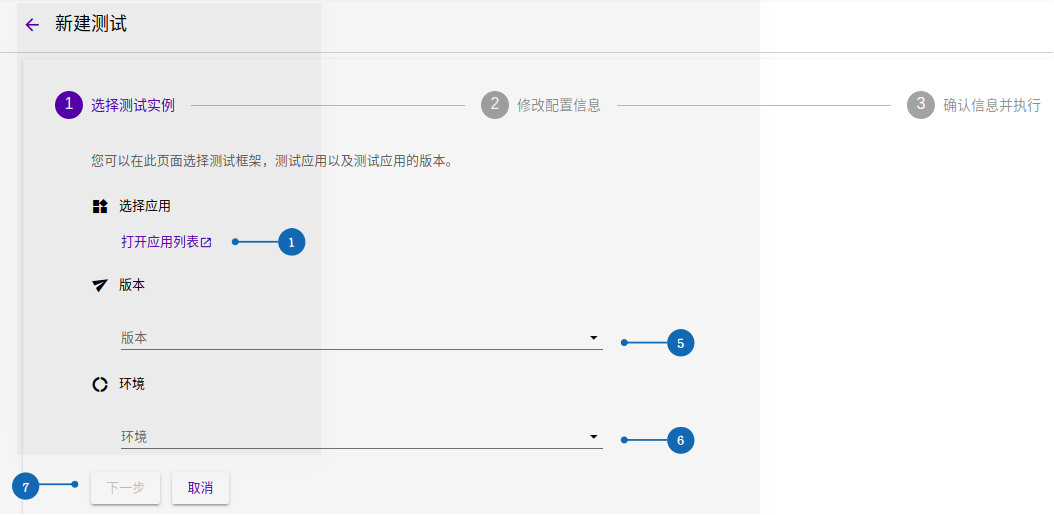 新建测试
1 选择测试实例 2 修改配置信息 3 确认信息并执行
您可以在此页面选择测试框架，测试应用以及测试应用的版本。
选择应用
打开应用列表 1
版本
版本 5
环境
环境 6
7 下一步 取消